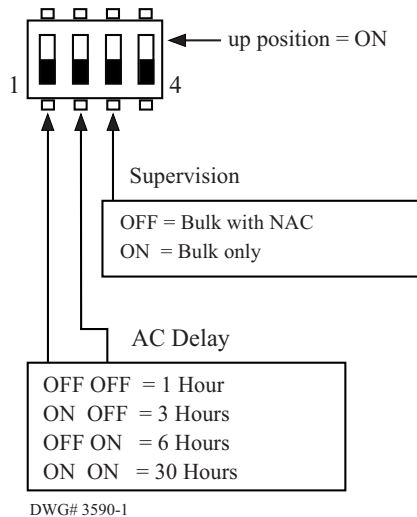 up position = ON
1 4
Supervision
OFF = Bulk with NAC
ON = Bulk only
AC Delay
OFF OFF = 1 Hour
ON OFF = 3 Hours
OFF ON = 6 Hours
ON ON = 30 Hours
DWG# 3590-1